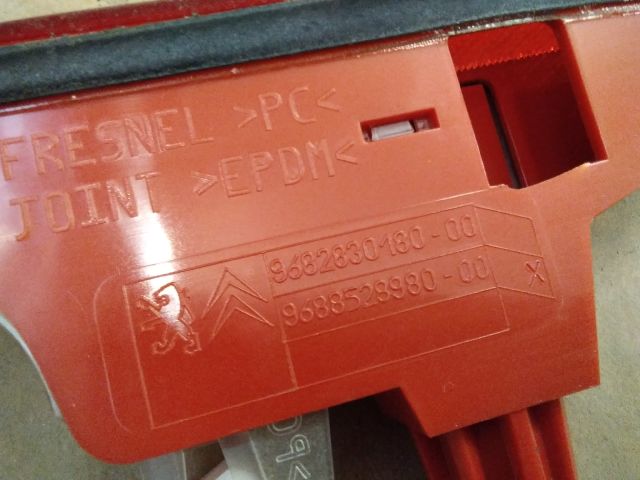 FRESNEL >PC<
JOINT >EPDM<
9682830180-00
9688528980-00 X